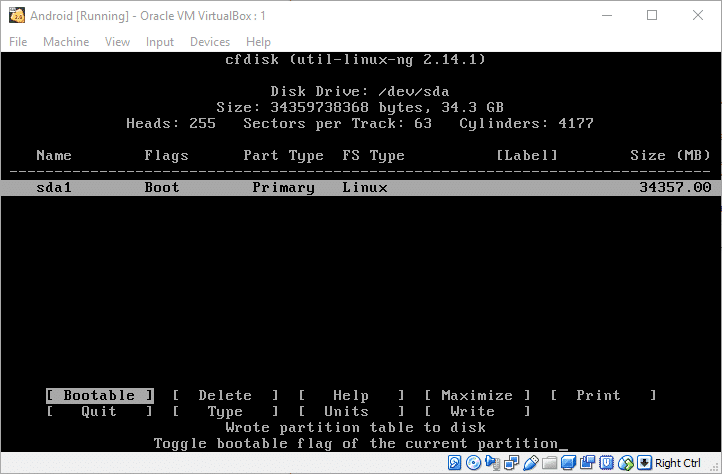 Android [Running] - Oracle VM VirtualBox : 1
File Machine View Input Devices Help
cfdisk (util-linux-ng 2.14.1)
Disk Drive: /dev/sda
Size: 34359738368 bytes, 34.3 GB
Heads: 255 Sectors per Track: 63 Cylinders: 4177
Name Flags Part Type FS Type [Label] Size (MB)
sda1 Boot Primary Linux 34357.00
[ Bootable ] [ Delete ] [ Help ] [ Maximize ] [ Print ]
[ Quit ] [ Type ] [ Units ] [ Write ]
Wrote partition table to disk
Toggle bootable flag of the current partition_
Right Ctrl